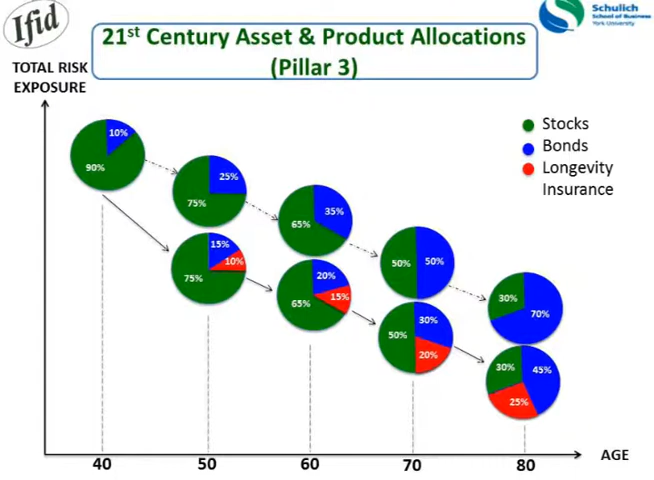 Ifid
Schulich
School of Business
York University
21st Century Asset & Product Allocations
(Pillar 3)
TOTAL RISK
EXPOSURE
Stocks
Bonds
Longevity
Insurance
10%
90%
25%
75%
35%
65%
50%
50%
30%
70%
15%
10%
75%
20%
15%
65%
30%
50%
20%
30%
45%
25%
40
50
60
70
80
AGE